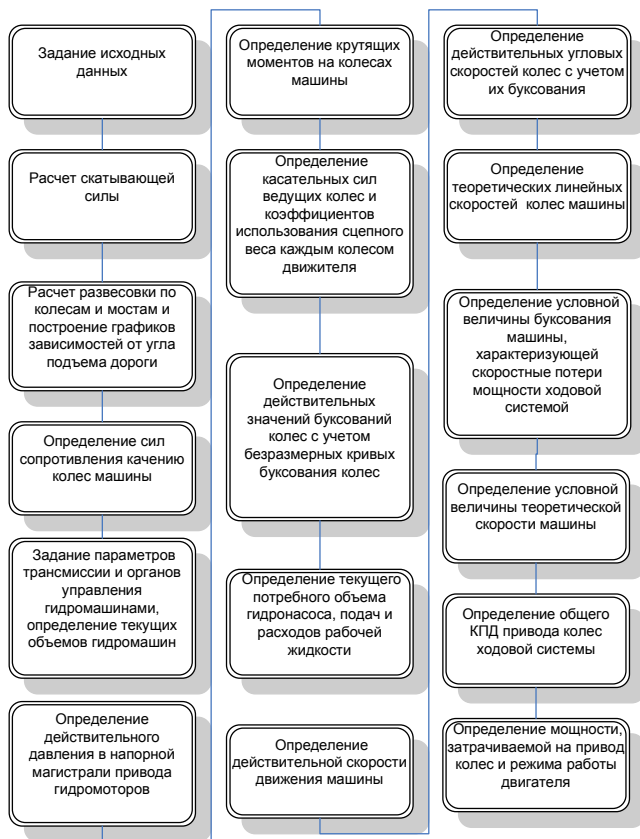 Задание исходных
данных
Расчет скатывающей
силы
Расчет развесовки по
колесам и мостам и
построение графиков
зависимостей от угла
подъема дороги
Определение сил
сопротивления качению
колес машины
Задание параметров
трансмиссии и органов
управления
гидромашинами,
определение текущих
объемов гидромашин
Определение
действительного
давления в напорной
магистрали привода
гидромоторов
Определение крутящих
моментов на колесах
машины
Определение
касательных сил
ведущих колес и
коэффициентов
использования сцепного
веса каждым колесом
движителя
Определение
действительных
значений буксований
колес с учетом
безразмерных кривых
буксования колес
Определение текущего
потребного объема
гидронасоса, подач и
расходов рабочей
жидкости
Определение
действительной скорости
движения машины
Определение
действительных угловых
скоростей колес с учетом
их буксования
Определение
теоретических линейных
скоростей колес машины
Определение условной
величины буксования
машины,
характеризующей
скоростные потери
мощности ходовой
системой
Определение условной
величины теоретической
скорости машины
Определение общего
КПД привода колес
ходовой системы
Определение мощности,
затрачиваемой на привод
колес и режима работы
двигателя